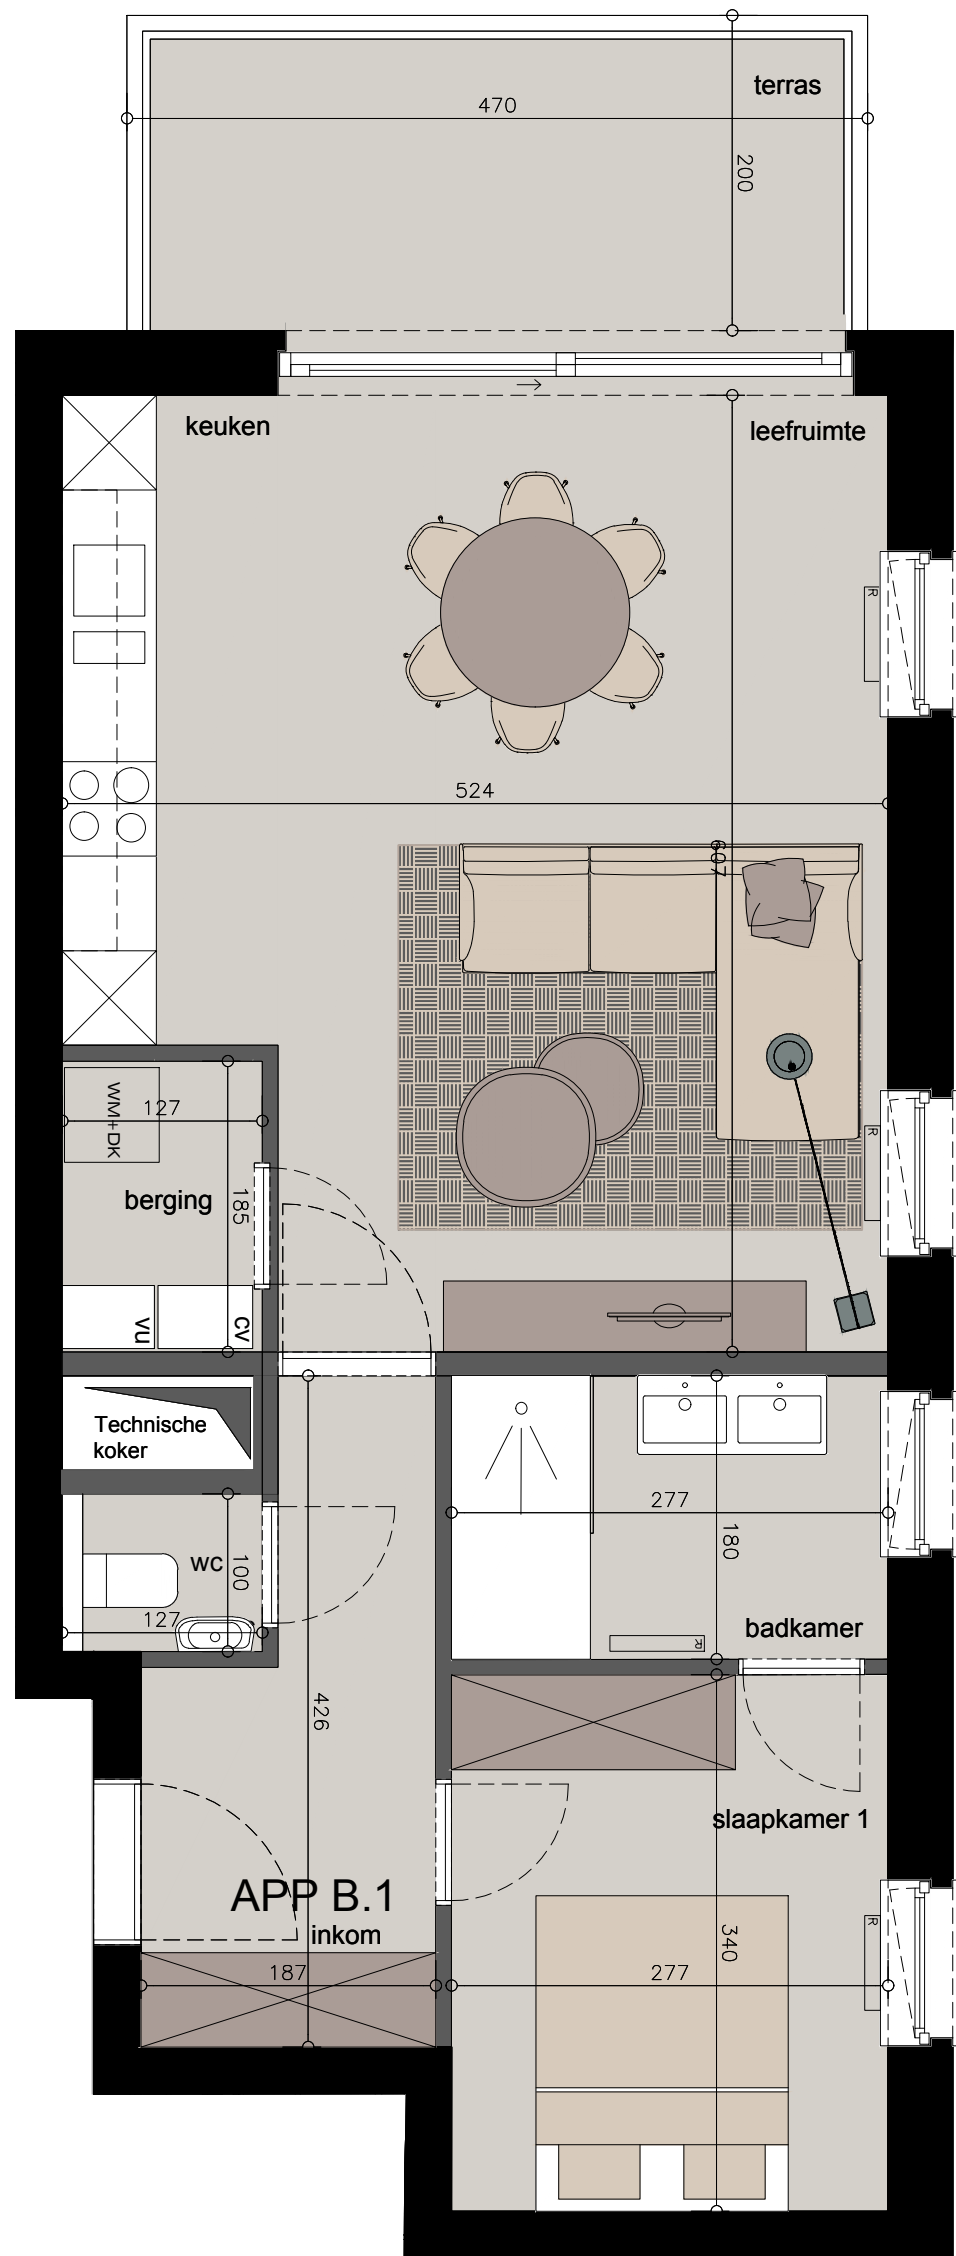 terras
470
200
keuken
leefruimte
R
524
607
WM+DK
127
berging
185
R
vu
cv
Technische
koker
277
180
wc
100
127
badkamer
R
426
slaapkamer 1
APP B.1
inkom
340
R
187
277